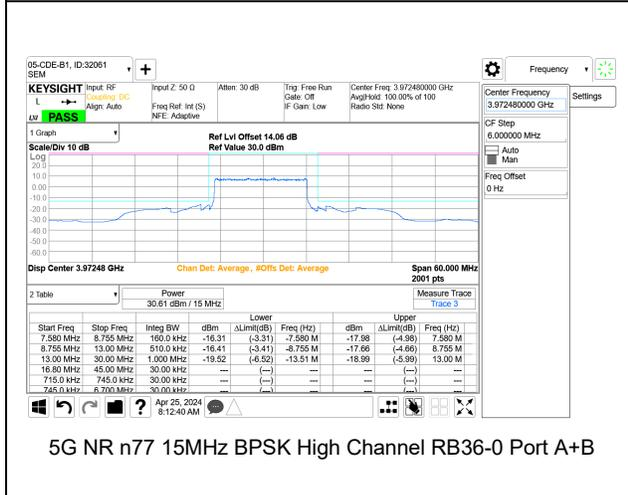 05-CDE-B1, ID:32061
SEM
Frequency
KEYSIGHT
L
LXI
PASS
Input: RF
Coupling: DC
Align: Auto
Input Z: 50 Ω
Freq Ref: Int (S)
NFE: Adaptive
Atten: 30 dB
Trig: Free Run
Gate: Off
IF Gain: Low
Center Freq: 3.972480000 GHz
Avg|Hold: 100.00% of 100
Radio Std: None
Center Frequency
3.972480000 GHz
Settings
CF Step
6.000000 MHz
Auto
Man
Freq Offset
0 Hz
1 Graph
Scale/Div 10 dB
Ref Lvl Offset 14.06 dB
Ref Value 30.0 dBm
Log
20.0
10.0
0.00
-10.0
-20.0
-30.0
-40.0
-50.0
-60.0
Disp Center 3.97248 GHz
Chan Det: Average , #Offs Det: Average
Span 60.000 MHz
2001 pts
2 Table
Power
30.61 dBm / 15 MHz
Measure Trace
Trace 3
Lower Upper
Start Freq Stop Freq Integ BW dBm ΔLimit(dB) Freq (Hz) dBm ΔLimit(dB) Freq (Hz)
7.580 MHz 8.755 MHz 160.0 kHz -16.31 (-3.31) -7.580 M -17.98 (-4.98) 7.580 M
8.755 MHz 13.00 MHz 510.0 kHz -16.41 (-3.41) -8.755 M -17.66 (-4.66) 8.755 M
13.00 MHz 30.00 MHz 1.000 MHz -19.52 (-6.52) -13.51 M -18.99 (-5.99) 13.00 M
16.80 MHz 45.00 MHz 30.00 kHz --- (---) --- --- (---) ---
715.0 kHz 745.0 kHz 30.00 kHz --- (---) --- --- (---) ---
745.0 kHz 6.700 MHz 30.00 kHz --- (---) --- --- (---) ---
Apr 25, 2024
8:12:40 AM
5G NR n77 15MHz BPSK High Channel RB36-0 Port A+B